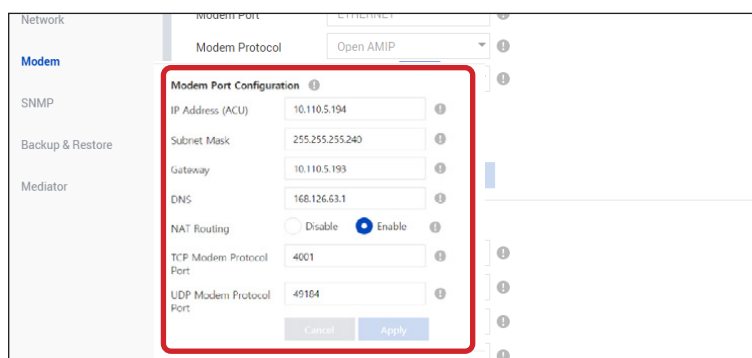 Network
Modem
SNMP
Backup & Restore
Mediator
Modem Port ETHERNET
Modem Protocol Open AMIP
Modem Port Configuration
IP Address (ACU) 10.110.5.194
Subnet Mask 255.255.255.240
Gateway 10.110.5.193
DNS 168.126.63.1
NAT Routing Disable Enable
TCP Modem Protocol Port 4001
UDP Modem Protocol Port 49184
Cancel Apply